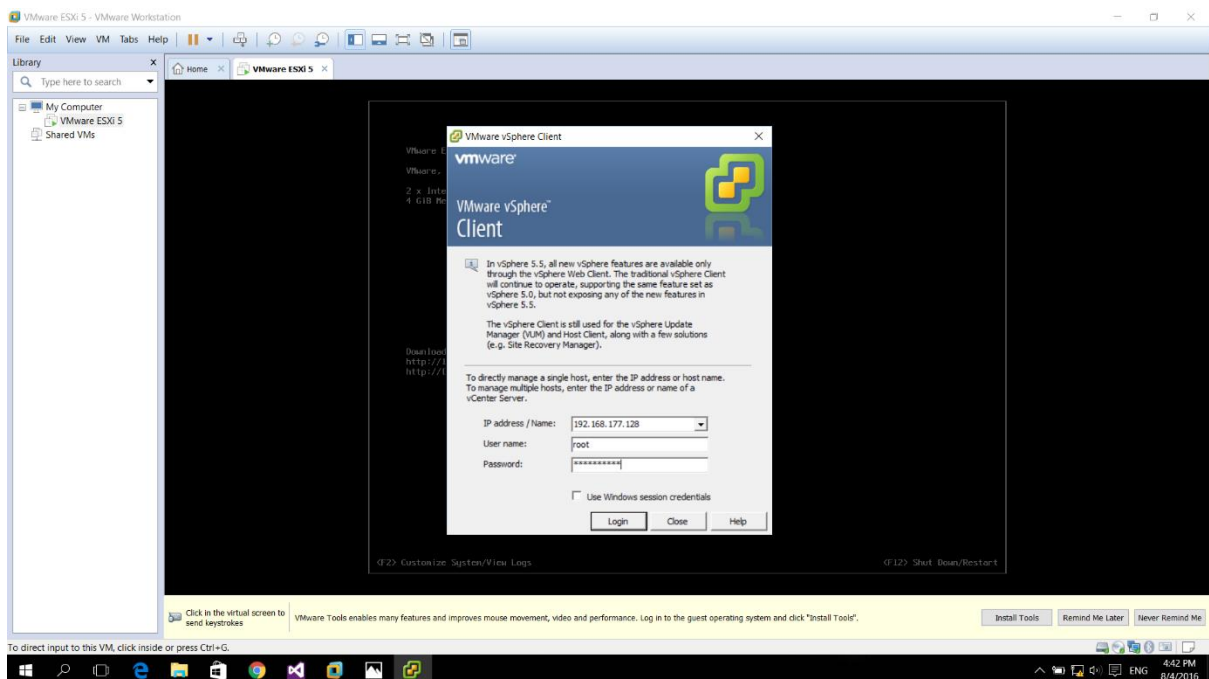 VMware ESXi 5 - VMware Workstation
File Edit View VM Tabs Help
Library x
Type here to search
My Computer
VMware ESXi 5
Shared VMs
Home ×
VMware ESXi 5 ×
VMware E
VMware,
2 x Inte
4 GiB Me
Download
http://
http://
VMware vSphere Client
vmware
VMware vSphere™
Client
In vSphere 5.5, all new vSphere features are available only
through the vSphere Web Client. The traditional vSphere Client
will continue to operate, supporting the same feature set as
vSphere 5.0, but not exposing any of the new features in
vSphere 5.5.
The vSphere Client is still used for the vSphere Update
Manager (VUM) and Host Client, along with a few solutions
(e.g. Site Recovery Manager).
To directly manage a single host, enter the IP address or host name.
To manage multiple hosts, enter the IP address or name of a
vCenter Server.
IP address / Name: 192.168.177.128
User name: root
Password: **********
Use Windows session credentials
Login Close Help
<F2> Customize System/View Logs <F12> Shut Down/Restart
Click in the virtual screen to
send keystrokes
VMware Tools enables many features and improves mouse movement, video and performance. Log in to the guest operating system and click "Install Tools".
Install Tools Remind Me Later Never Remind Me
To direct input to this VM, click inside or press Ctrl+G.
ENG
4:42 PM
8/4/2016